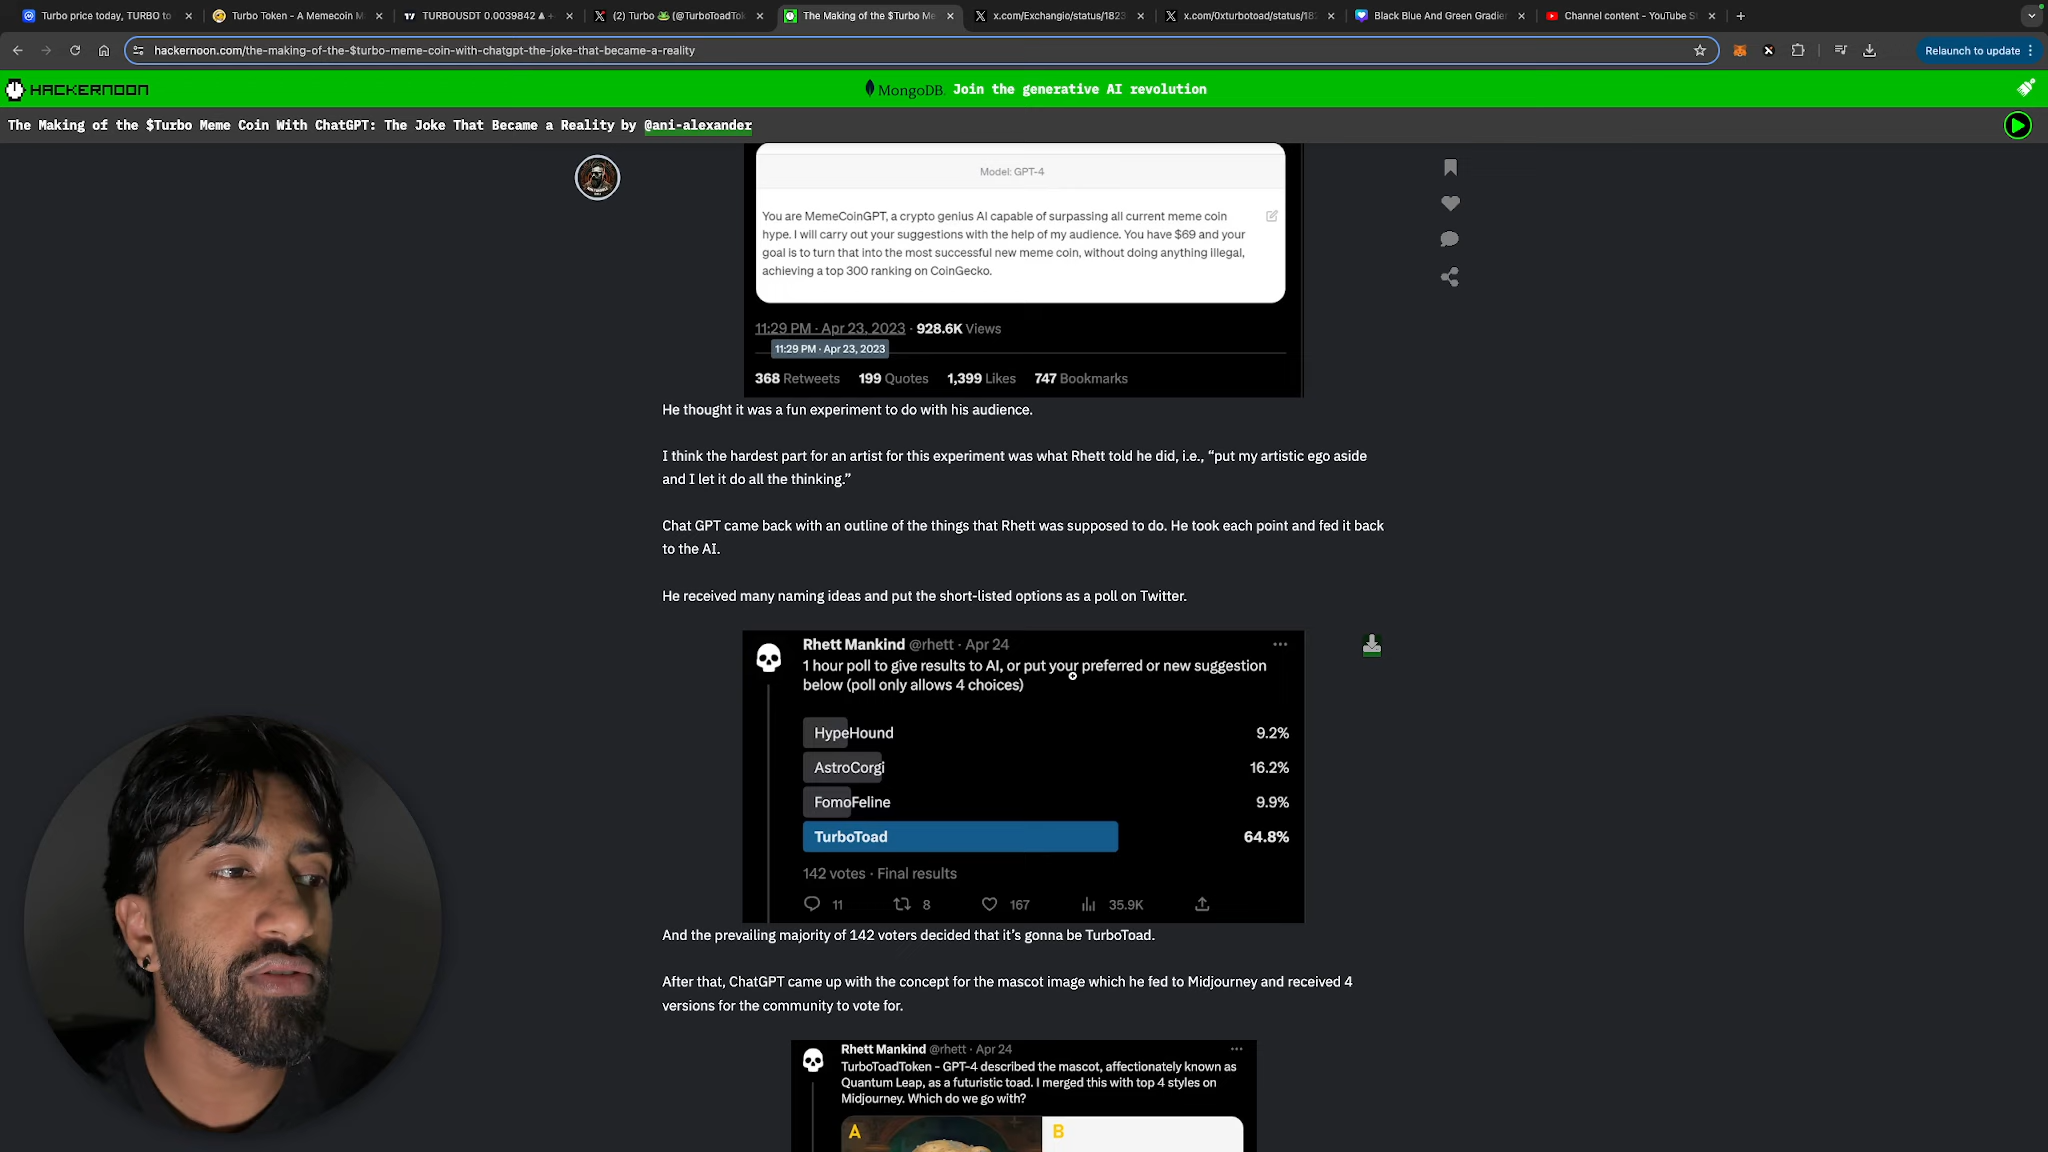 Turbo price today, TURBO to
Turbo Token - A Memecoin M
TURBOUSDT 0.0039842 ▲ +
(2) Turbo 🐸 (@TurboToadTok
The Making of the $Turbo Me
x.com/Exchangio/status/1823
x.com/0xturbotoad/status/18
Black Blue And Green Gradie
Channel content - YouTube S
hackernoon.com/the-making-of-the-$turbo-meme-coin-with-chatgpt-the-joke-that-became-a-reality
Relaunch to update
HACKERNOON
MongoDB. Join the generative AI revolution
The Making of the $Turbo Meme Coin With ChatGPT: The Joke That Became a Reality by @ani-alexander
Model: GPT-4
You are MemeCoinGPT, a crypto genius AI capable of surpassing all current meme coin
hype. I will carry out your suggestions with the help of my audience. You have $69 and your
goal is to turn that into the most successful new meme coin, without doing anything illegal,
achieving a top 300 ranking on CoinGecko.
11:29 PM · Apr 23, 2023 · 928.6K Views
11:29 PM · Apr 23, 2023
368 Retweets 199 Quotes 1,399 Likes 747 Bookmarks
He thought it was a fun experiment to do with his audience.
I think the hardest part for an artist for this experiment was what Rhett told he did, i.e., “put my artistic ego aside
and I let it do all the thinking.”
Chat GPT came back with an outline of the things that Rhett was supposed to do. He took each point and fed it back
to the AI.
He received many naming ideas and put the short-listed options as a poll on Twitter.
Rhett Mankind @rhett · Apr 24
1 hour poll to give results to AI, or put your preferred or new suggestion
below (poll only allows 4 choices)
HypeHound 9.2%
AstroCorgi 16.2%
FomoFeline 9.9%
TurboToad 64.8%
142 votes · Final results
11 8 167 35.9K
And the prevailing majority of 142 voters decided that it’s gonna be TurboToad.
After that, ChatGPT came up with the concept for the mascot image which he fed to Midjourney and received 4
versions for the community to vote for.
Rhett Mankind @rhett · Apr 24
TurboToadToken - GPT-4 described the mascot, affectionately known as
Quantum Leap, as a futuristic toad. I merged this with top 4 styles on
Midjourney. Which do we go with?
A B